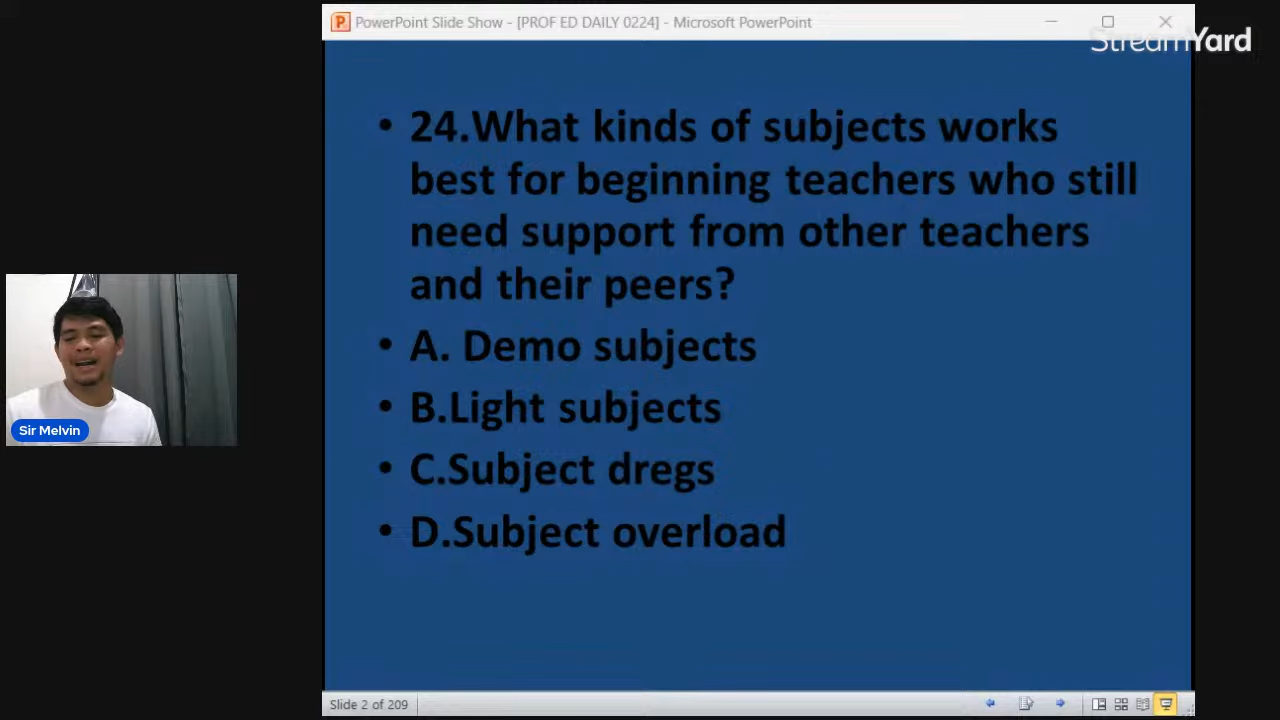 PowerPoint Slide Show - [PROF ED DAILY 0224] - Microsoft PowerPoint
StreamYard
• 24.What kinds of subjects works
best for beginning teachers who still
need support from other teachers
and their peers?
• A. Demo subjects
• B.Light subjects
• C.Subject dregs
• D.Subject overload
Sir Melvin
Slide 2 of 209